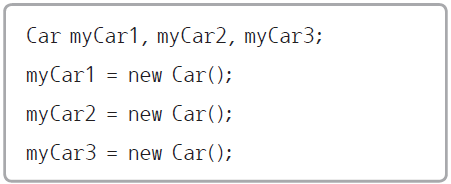 Car myCar1, myCar2, myCar3;
myCar1 = new Car();
myCar2 = new Car();
myCar3 = new Car();